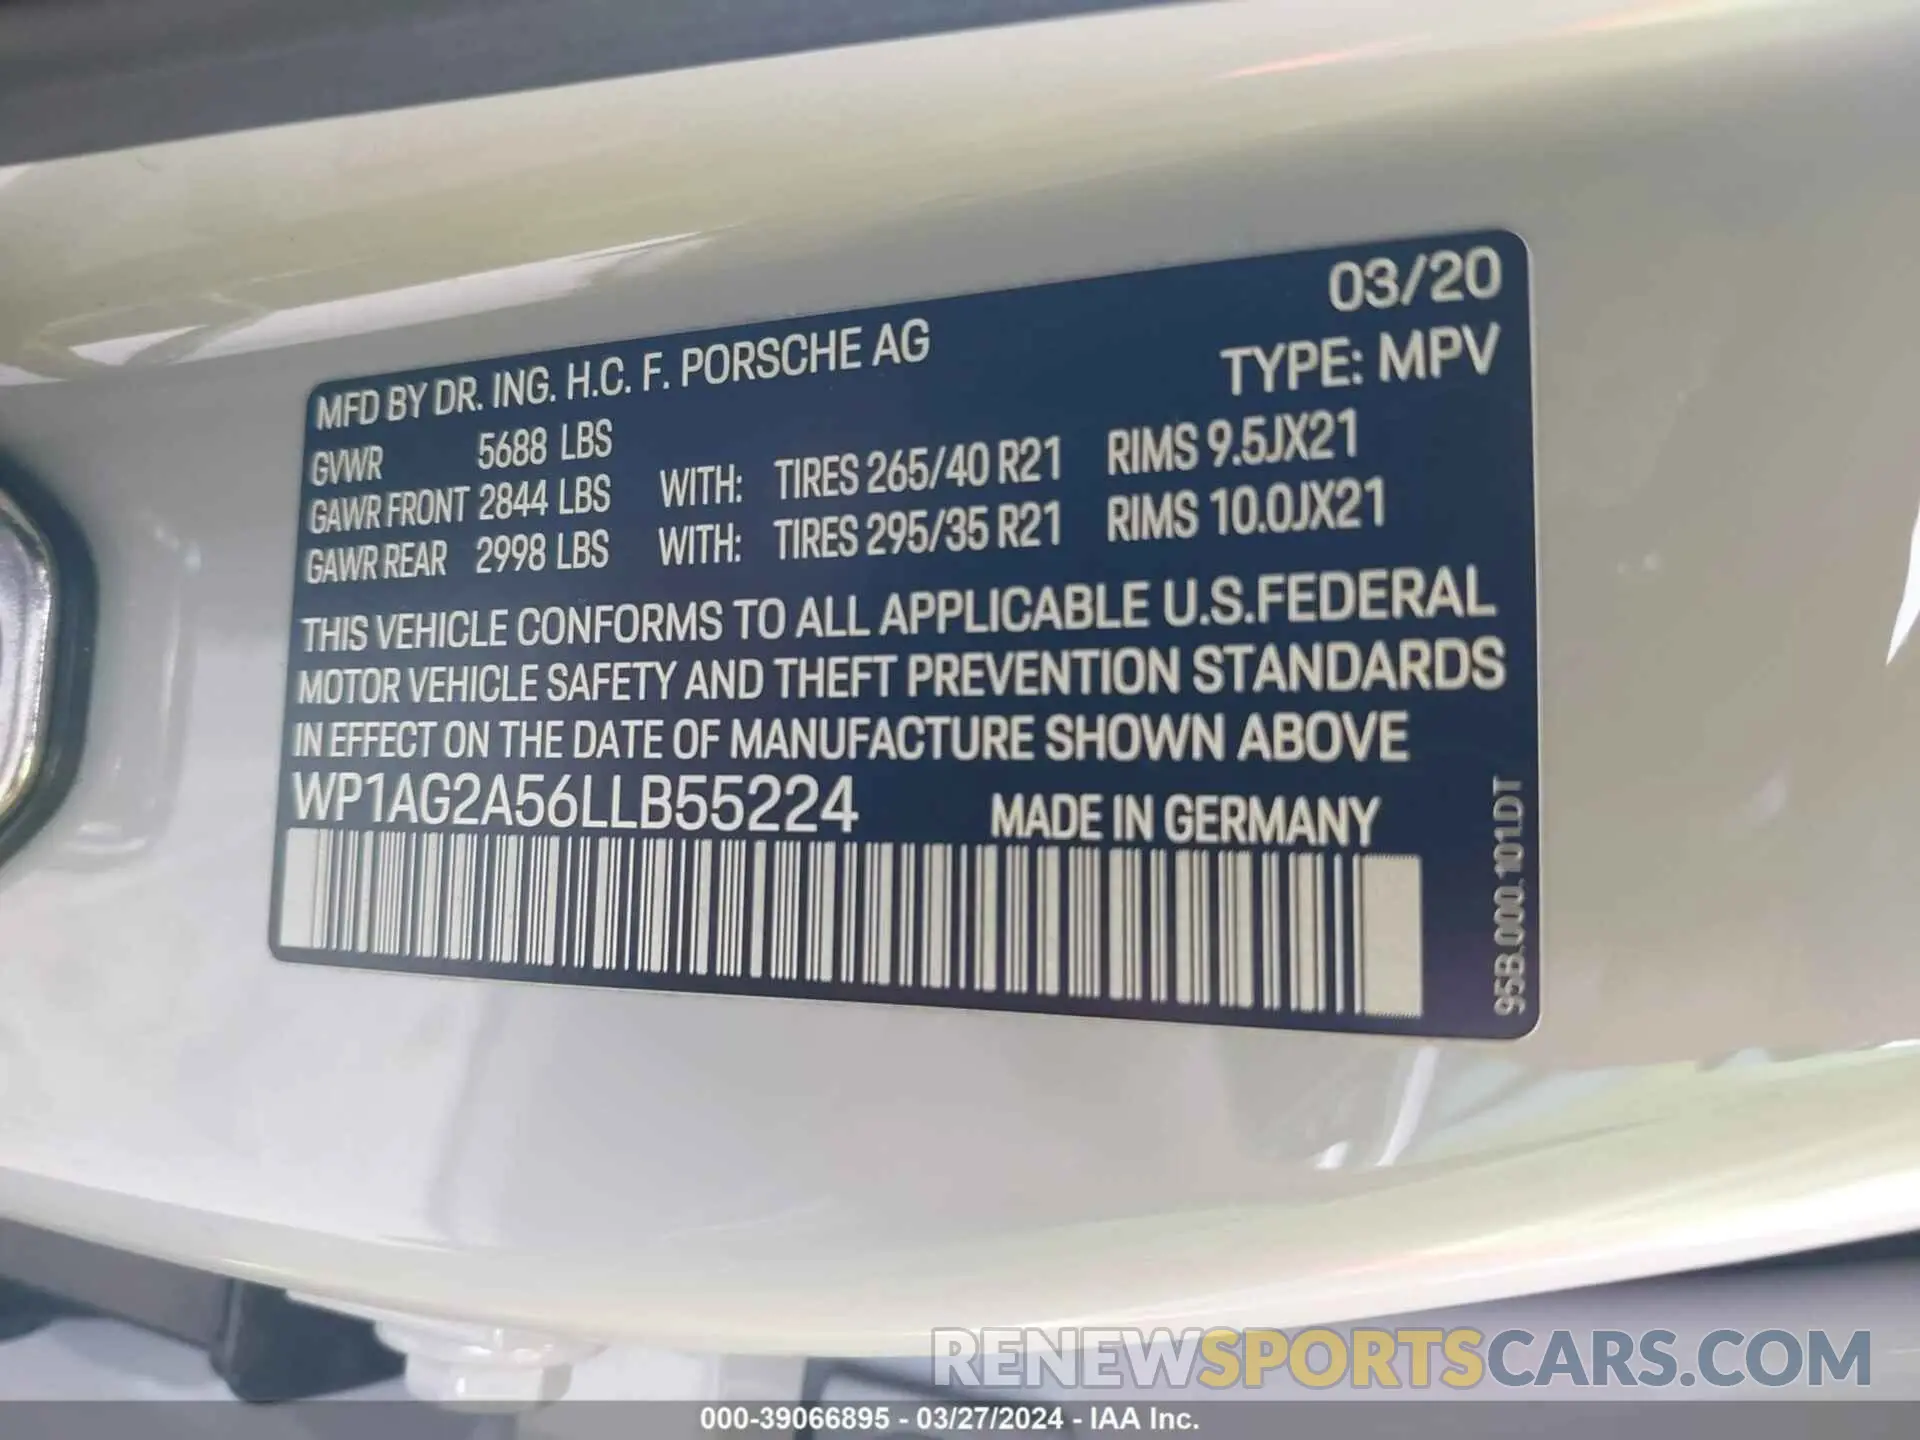 03/20
MFD BY DR. ING. H.C. F. PORSCHE AG TYPE: MPV
GVWR 5688 LBS
GAWR FRONT 2844 LBS WITH: TIRES 265/40 R21 RIMS 9.5JX21
GAWR REAR 2998 LBS WITH: TIRES 295/35 R21 RIMS 10.0JX21
THIS VEHICLE CONFORMS TO ALL APPLICABLE U.S.FEDERAL
MOTOR VEHICLE SAFETY AND THEFT PREVENTION STANDARDS
IN EFFECT ON THE DATE OF MANUFACTURE SHOWN ABOVE
WP1AG2A56LLB55224 MADE IN GERMANY
95B.000.101.DT
RENEWSPORTSCARS.COM
000-39066895 - 03/27/2024 - IAA Inc.